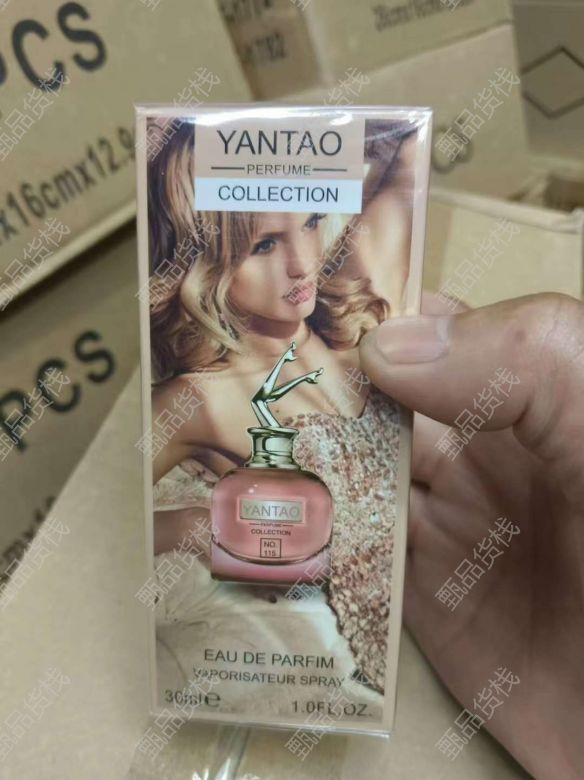 PCS
x16cmx12.9
PCS
YANTAO
PERFUME
COLLECTION
YANTAO
PERFUME
COLLECTION
NO.
115
EAU DE PARFIM
VAPORISATEUR SPRAY
30ml e
1.0FL.OZ.
甄品货栈